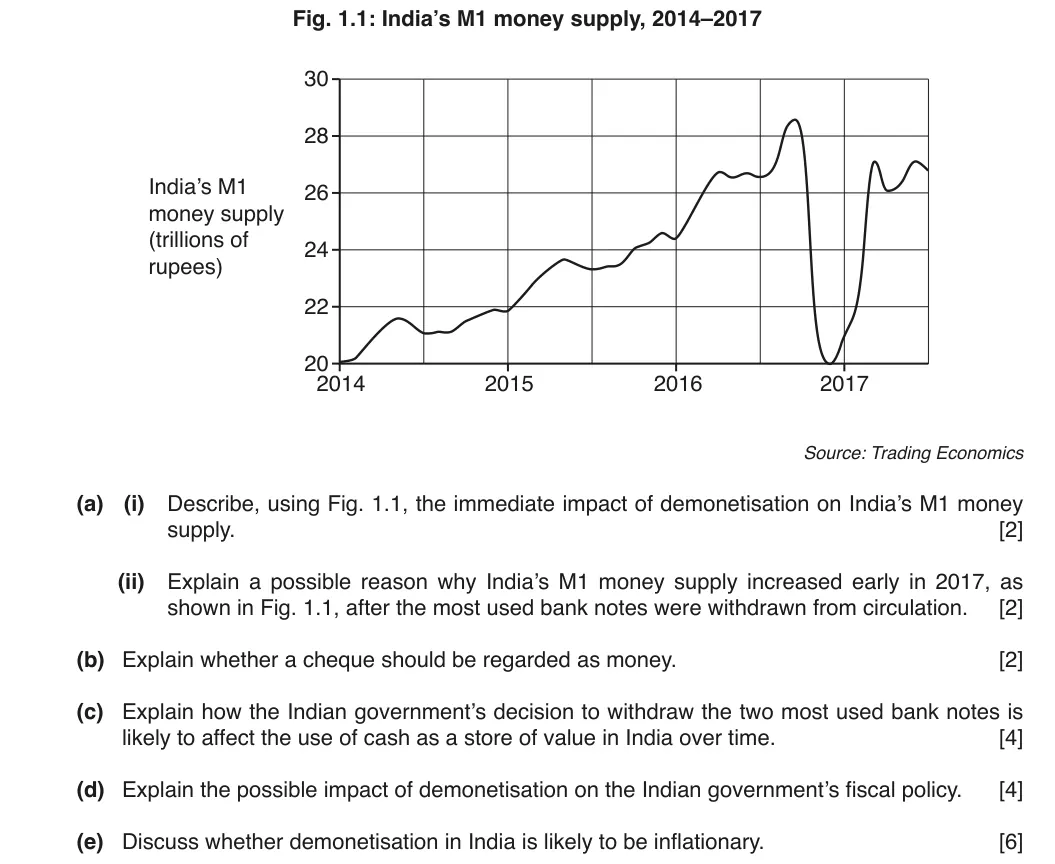 Fig. 1.1: India’s M1 money supply, 2014–2017
30
28
26
24
22
20
India’s M1
money supply
(trillions of
rupees)
2014
2015
2016
2017
Source: Trading Economics
(a) (i) Describe, using Fig. 1.1, the immediate impact of demonetisation on India’s M1 money
supply. [2]
(ii) Explain a possible reason why India’s M1 money supply increased early in 2017, as
shown in Fig. 1.1, after the most used bank notes were withdrawn from circulation. [2]
(b) Explain whether a cheque should be regarded as money. [2]
(c) Explain how the Indian government’s decision to withdraw the two most used bank notes is
likely to affect the use of cash as a store of value in India over time. [4]
(d) Explain the possible impact of demonetisation on the Indian government’s fiscal policy. [4]
(e) Discuss whether demonetisation in India is likely to be inflationary. [6]